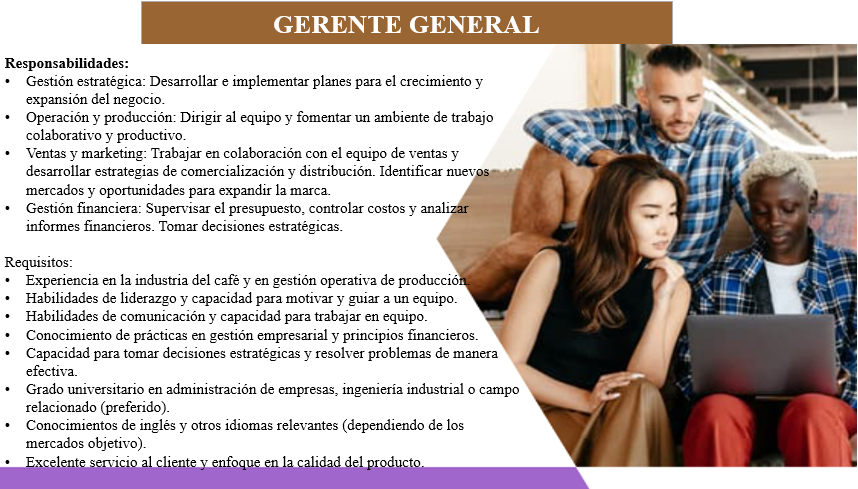 GERENTE GENERAL
Responsabilidades:
• Gestión estratégica: Desarrollar e implementar planes para el crecimiento y
expansión del negocio.
• Operación y producción: Dirigir al equipo y fomentar un ambiente de trabajo
colaborativo y productivo.
• Ventas y marketing: Trabajar en colaboración con el equipo de ventas y
desarrollar estrategias de comercialización y distribución. Identificar nuevos
mercados y oportunidades para expandir la marca.
• Gestión financiera: Supervisar el presupuesto, controlar costos y analizar
informes financieros. Tomar decisiones estratégicas.
Requisitos:
• Experiencia en la industria del café y en gestión operativa de producción.
• Habilidades de liderazgo y capacidad para motivar y guiar a un equipo.
• Habilidades de comunicación y capacidad para trabajar en equipo.
• Conocimiento de prácticas en gestión empresarial y principios financieros.
• Capacidad para tomar decisiones estratégicas y resolver problemas de manera
efectiva.
• Grado universitario en administración de empresas, ingeniería industrial o campo
relacionado (preferido).
• Conocimientos de inglés y otros idiomas relevantes (dependiendo de los
mercados objetivo).
• Excelente servicio al cliente y enfoque en la calidad del producto.